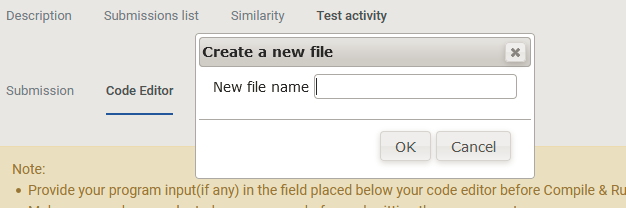 Description Submissions list Similarity Test activity
Create a new file
New file name
Submission Code Editor
OK Cancel
Note:
• Provide your program input(if any) in the field placed below your code editor before Compile & Ru